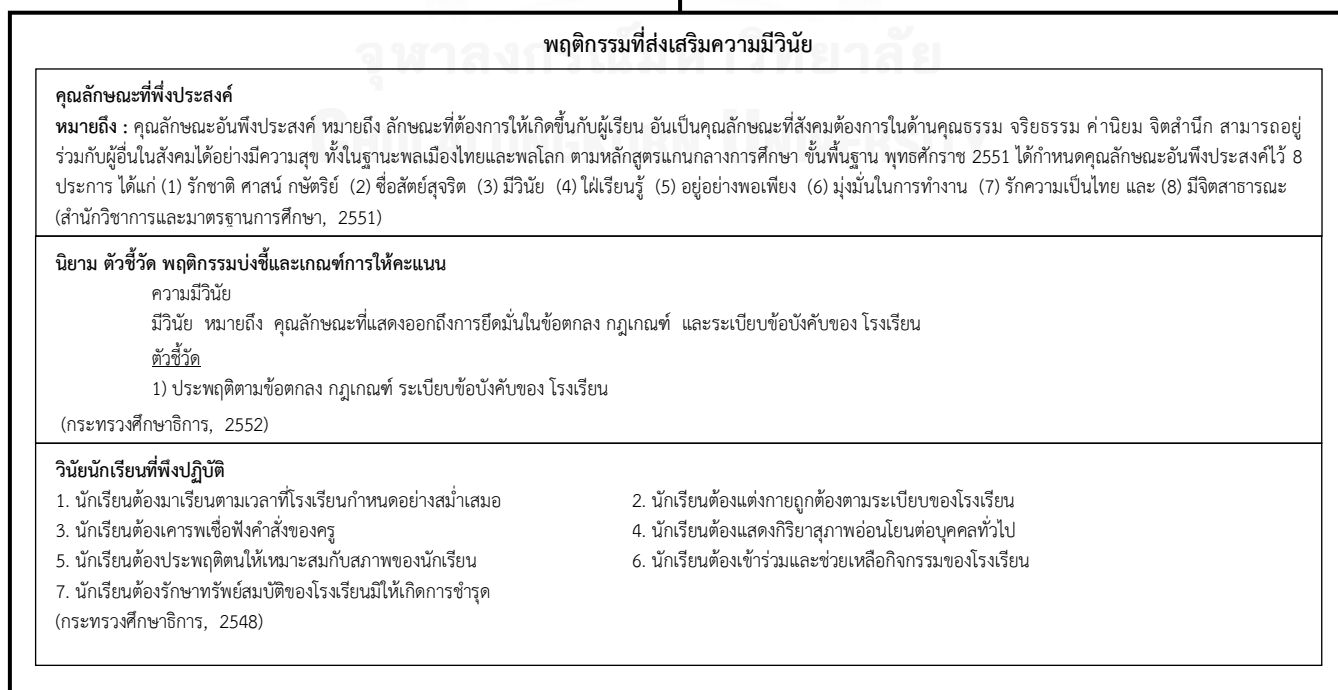 พฤติกรรมที่ส่งเสริมความมีวินัย
จุฬาลงกรณ์มหาวิทยาลัย
คุณลักษณะที่พึ่งประสงค์
หมายถึง : คุณลักษณะอันพึงประสงค์ หมายถึง ลักษณะที่ต้องการให้เกิดขึ้นกับผู้เรียน อันเป็นคุณลักษณะที่สังคมต้องการในด้านคุณธรรม จริยธรรม ค่านิยม จิตสำนึก สามารถอยู่
ร่วมกับผู้อื่นในสังคมได้อย่างมีความสุข ทั้งในฐานะพลเมืองไทยและพลโลก ตามหลักสูตรแกนกลางการศึกษา ขั้นพื้นฐาน พุทธศักราช 2551 ได้กำหนดคุณลักษณะอันพึงประสงค์ไว้ 8
ประการ ได้แก่ (1) รักชาติ ศาสน์ กษัตริย์ (2) ซื่อสัตย์สุจริต (3) มีวินัย (4) ใฝ่เรียนรู้ (5) อยู่อย่างพอเพียง (6) มุ่งมั่นในการทำงาน (7) รักความเป็นไทย และ (8) มีจิตสาธารณะ
(สำนักวิชาการและมาตรฐานการศึกษา, 2551)
นิยาม ตัวชี้วัด พฤติกรรมบ่งชี้และเกณฑ์การให้คะแนน
ความมีวินัย
มีวินัย หมายถึง คุณลักษณะที่แสดงออกถึงการยึดมั่นในข้อตกลง กฎเกณฑ์ และระเบียบข้อบังคับของ โรงเรียน
ตัวชี้วัด
1) ประพฤติตามข้อตกลง กฎเกณฑ์ ระเบียบข้อบังคับของ โรงเรียน
(กระทรวงศึกษาธิการ, 2552)
วินัยนักเรียนที่พึงปฏิบัติ
1. นักเรียนต้องมาเรียนตามเวลาที่โรงเรียนกำหนดอย่างสม่ำเสมอ
2. นักเรียนต้องแต่งกายถูกต้องตามระเบียบของโรงเรียน
3. นักเรียนต้องเคารพเชื่อฟังคำสั่งของครู
4. นักเรียนต้องแสดงกิริยาสุภาพอ่อนโยนต่อบุคคลทั่วไป
5. นักเรียนต้องประพฤติตนให้เหมาะสมกับสภาพของนักเรียน
6. นักเรียนต้องเข้าร่วมและช่วยเหลือกิจกรรมของโรงเรียน
7. นักเรียนต้องรักษาทรัพย์สมบัติของโรงเรียนมิให้เกิดการชำรุด
(กระทรวงศึกษาธิการ, 2548)